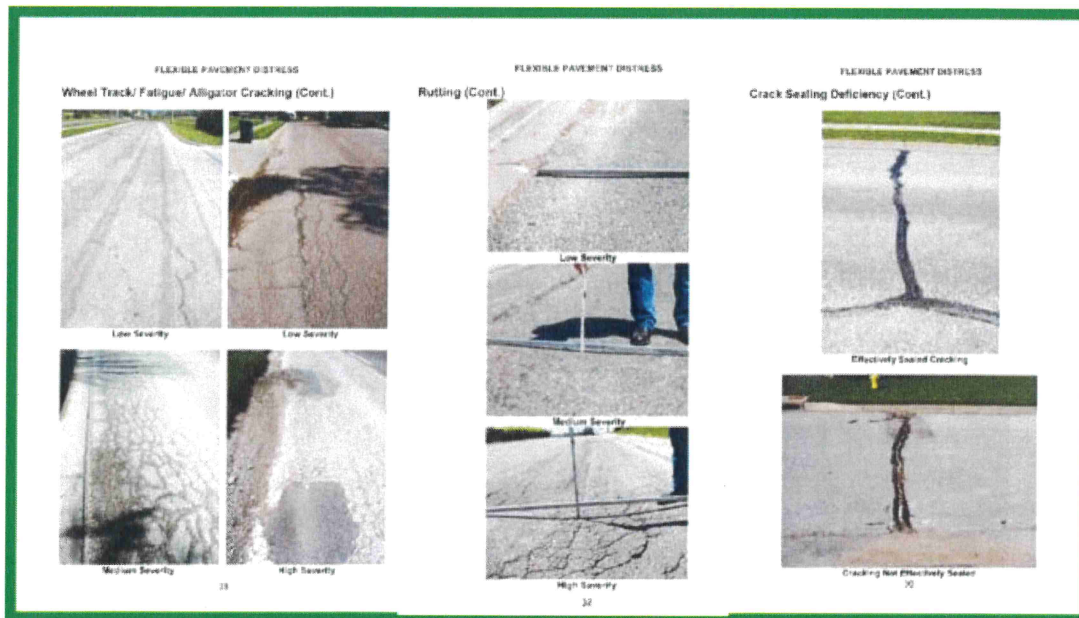 FLEXIBLE PAVEMENT DISTRESS
Wheel Track/ Fatigue/ Alligator Cracking (Cont.)
Low Severity
Low Severity
Medium Severity
High Severity
FLEXIBLE PAVEMENT DISTRESS
Rutting (Cont.)
Low Severity
Medium Severity
High Severity
32
FLEXIBLE PAVEMENT DISTRESS
Crack Sealing Deficiency (Cont.)
Effectively Sealed Cracking
Cracking Not Effectively Sealed